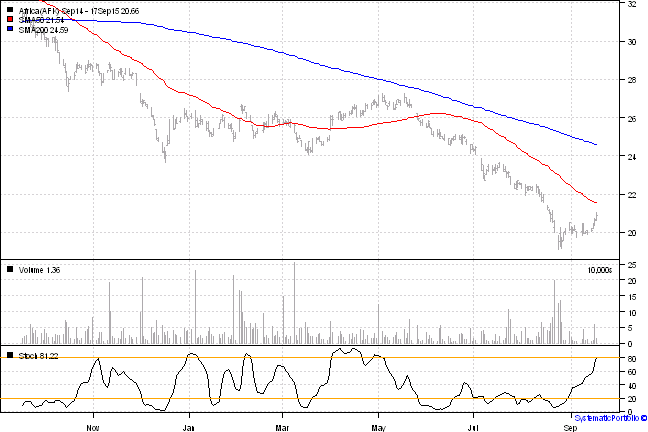 Africa(AFK) Sep14 - 17Sep15 20.66
SMA50 21.54
SMA200 24.59
32
30
28
26
24
22
20
Volume 1.36
10,000s
25
20
15
10
5
0
Stoch 81.22
80
60
40
20
0
Nov
Jan
Mar
May
Jul
Sep
SystematicPortfolio ©